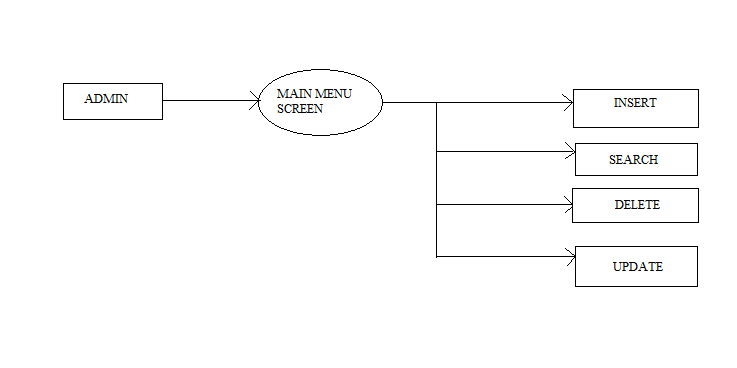 ADMIN
MAIN MENU
SCREEN
INSERT
SEARCH
DELETE
UPDATE